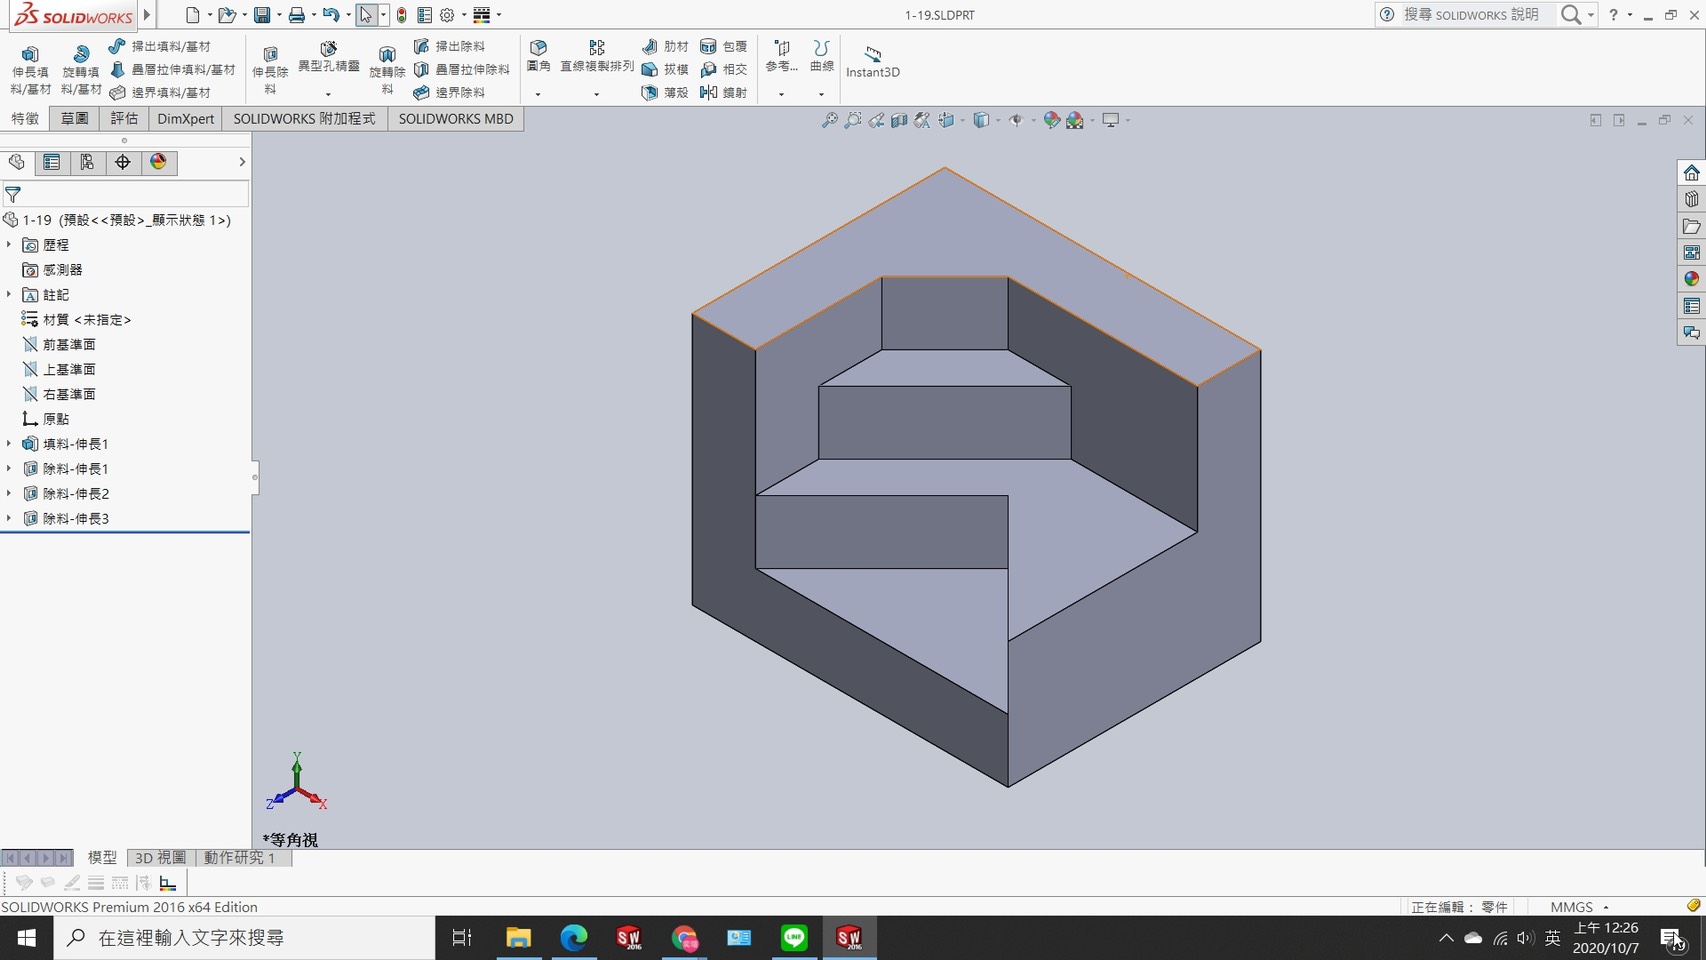 SOLIDWORKS
1-19.SLDPRT
搜尋 SOLIDWORKS 說明
伸長填料/基材
旋轉填料/基材
掃出填料/基材
疊層拉伸填料/基材
邊界填料/基材
伸長除料
異型孔精靈
旋轉除料
掃出除料
疊層拉伸除料
邊界除料
圓角
直線複製排列
肋材
拔模
薄殼
包覆
相交
鏡射
參考...
曲線
Instant3D
特徵 草圖 評估 DimXpert SOLIDWORKS 附加程式 SOLIDWORKS MBD
1-19 (預設<<預設>_顯示狀態 1>)
歷程
感測器
註記
材質 <未指定>
前基準面
上基準面
右基準面
原點
填料-伸長1
除料-伸長1
除料-伸長2
除料-伸長3
Y
Z
X
*等角視
模型 3D 視圖 動作研究 1
SOLIDWORKS Premium 2016 x64 Edition
正在編輯： 零件
MMGS
在這裡輸入文字來搜尋
英
上午 12:26
2020/10/7